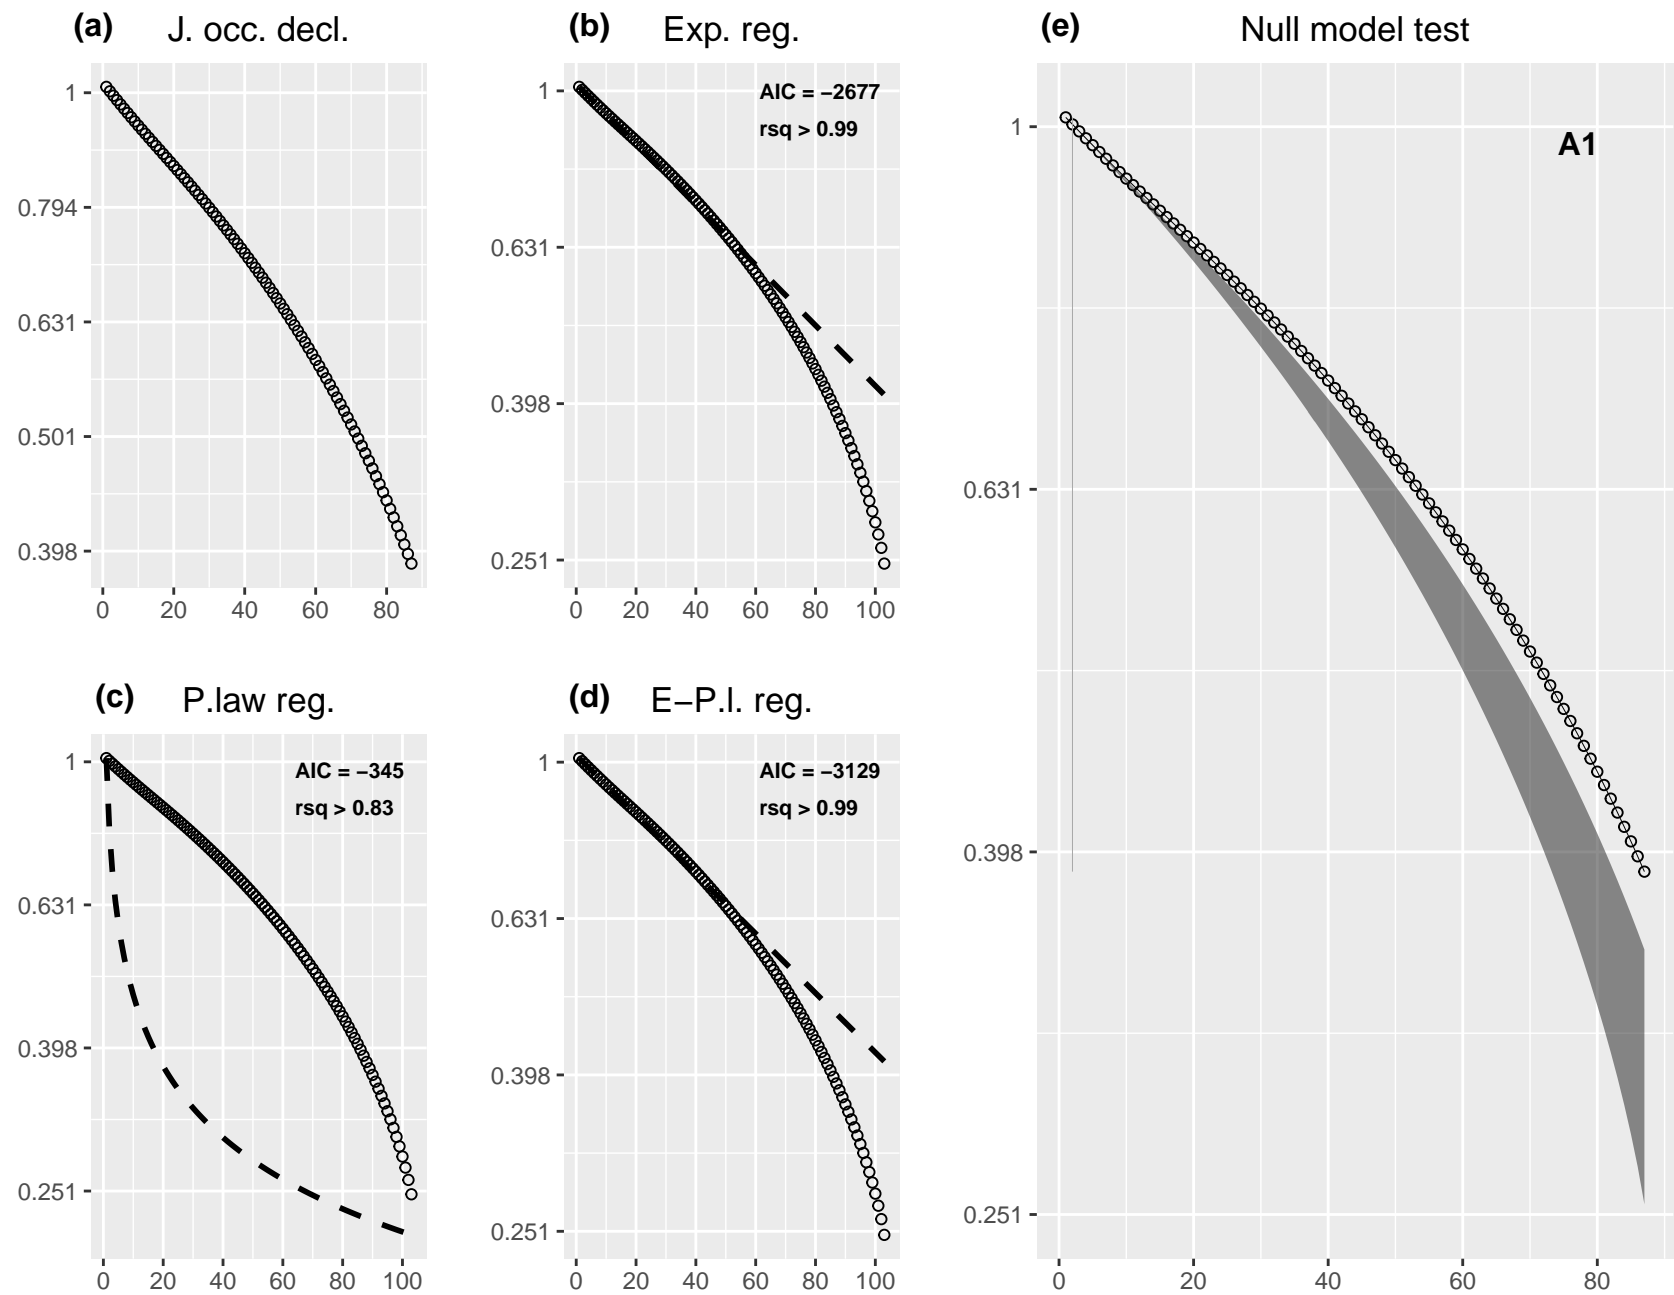 (a) J. occ. decl.
1
0.794
0.631
0.501
0.398
0 20 40 60 80
(b) Exp. reg.
AIC = −2677
rsq > 0.99
1
0.631
0.398
0.251
0 20 40 60 80 100
(c) P.law reg.
AIC = −345
rsq > 0.83
1
0.631
0.398
0.251
0 20 40 60 80 100
(d) E−P.l. reg.
AIC = −3129
rsq > 0.99
1
0.631
0.398
0.251
0 20 40 60 80 100
(e) Null model test
A1
1
0.631
0.398
0.251
0 20 40 60 80